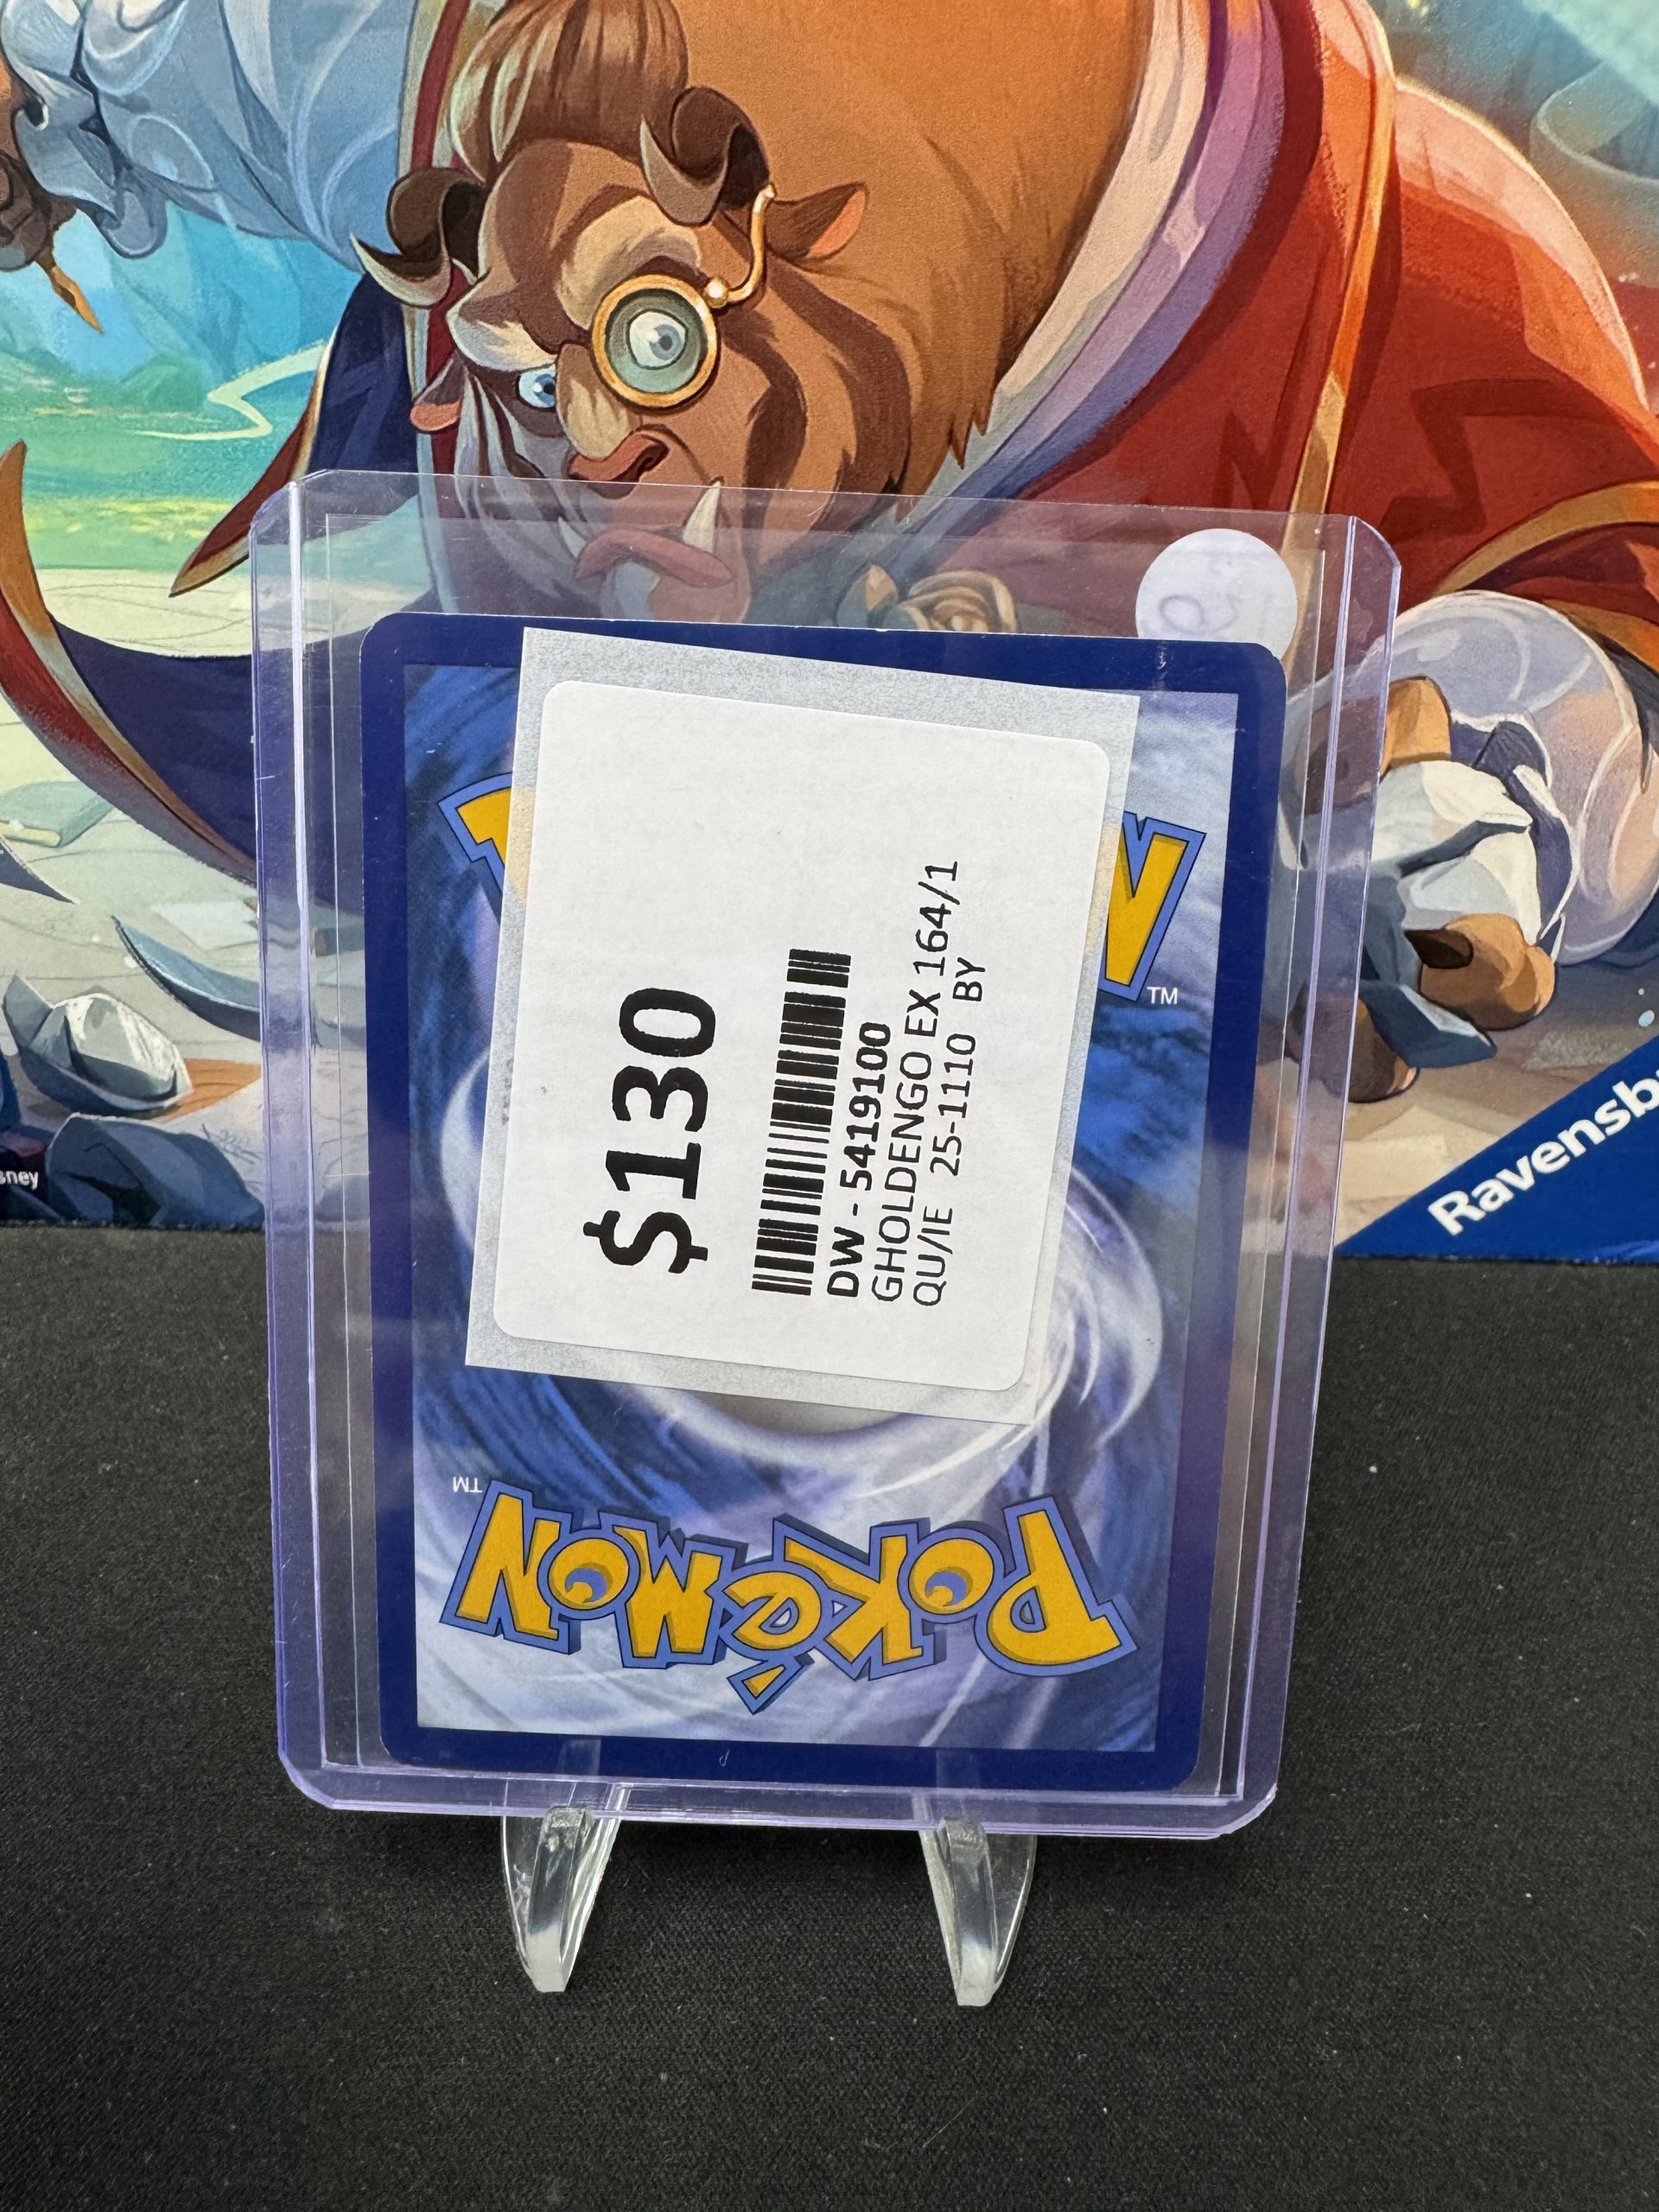 $130
DW - 5419100
GHOLDENGO EX 164/1
QU/IE 25-1110 BY
N
TM
POKéMON
TM
Ravensb
sney